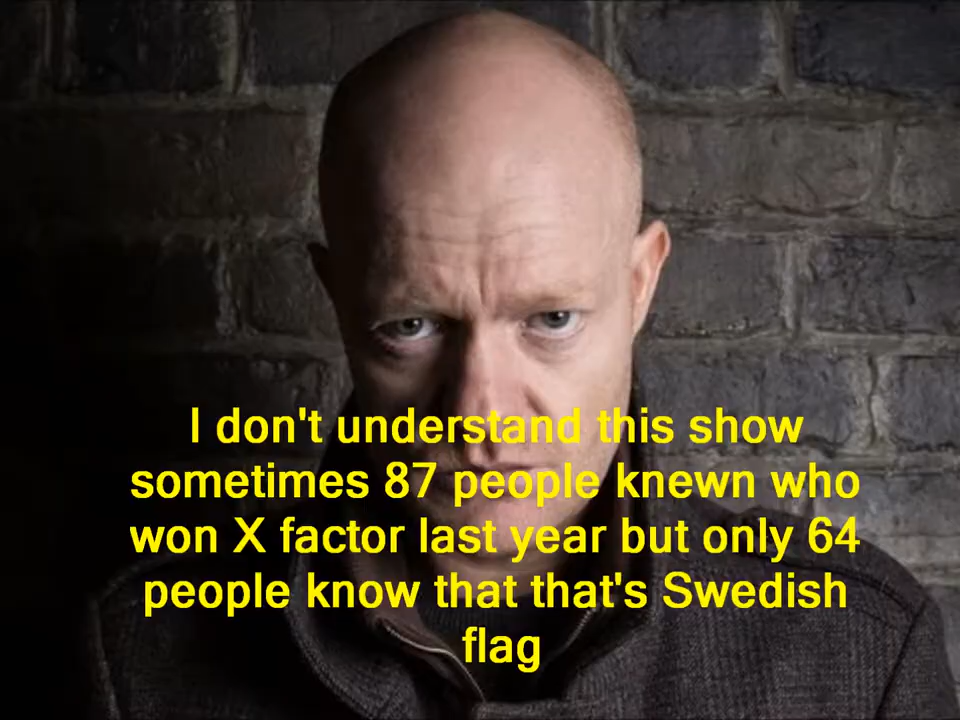 I don't understand this show
sometimes 87 people knewn who
won X factor last year but only 64
people know that that's Swedish
flag